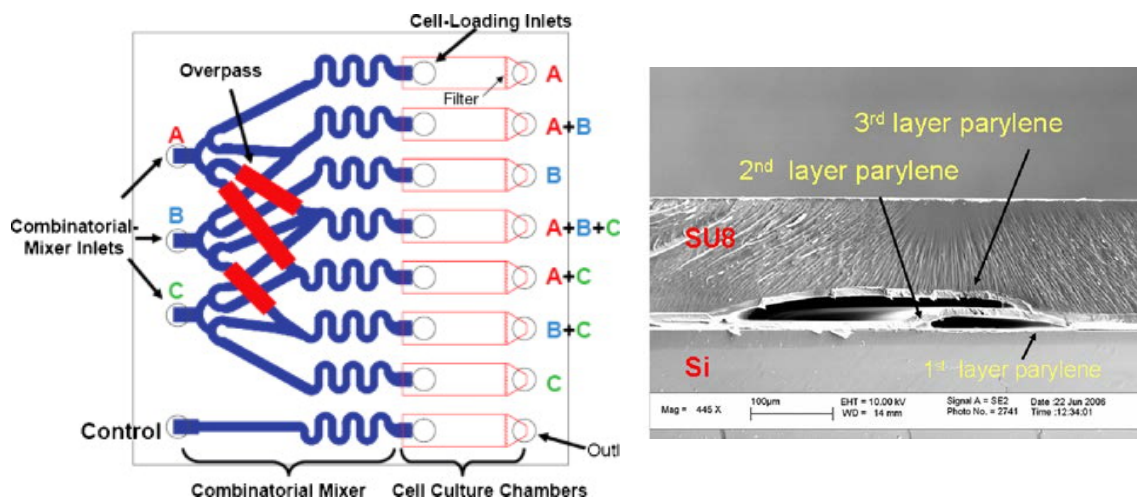 Cell-Loading Inlets
Overpass
Filter
A
A
A+B
B
B
Combinatorial-
Mixer Inlets
A+B+C
C
A+C
B+C
C
Control
Outl
Combinatorial Mixer
Cell Culture Chambers
3rd layer parylene
2nd layer parylene
SU8
Si
1st layer parylene
Mag = 445 X
100µm
EHT = 10.00 kV
WD = 14 mm
Signal A = SE2
Photo No. = 2741
Date :22 Jun 2006
Time :12:34:01